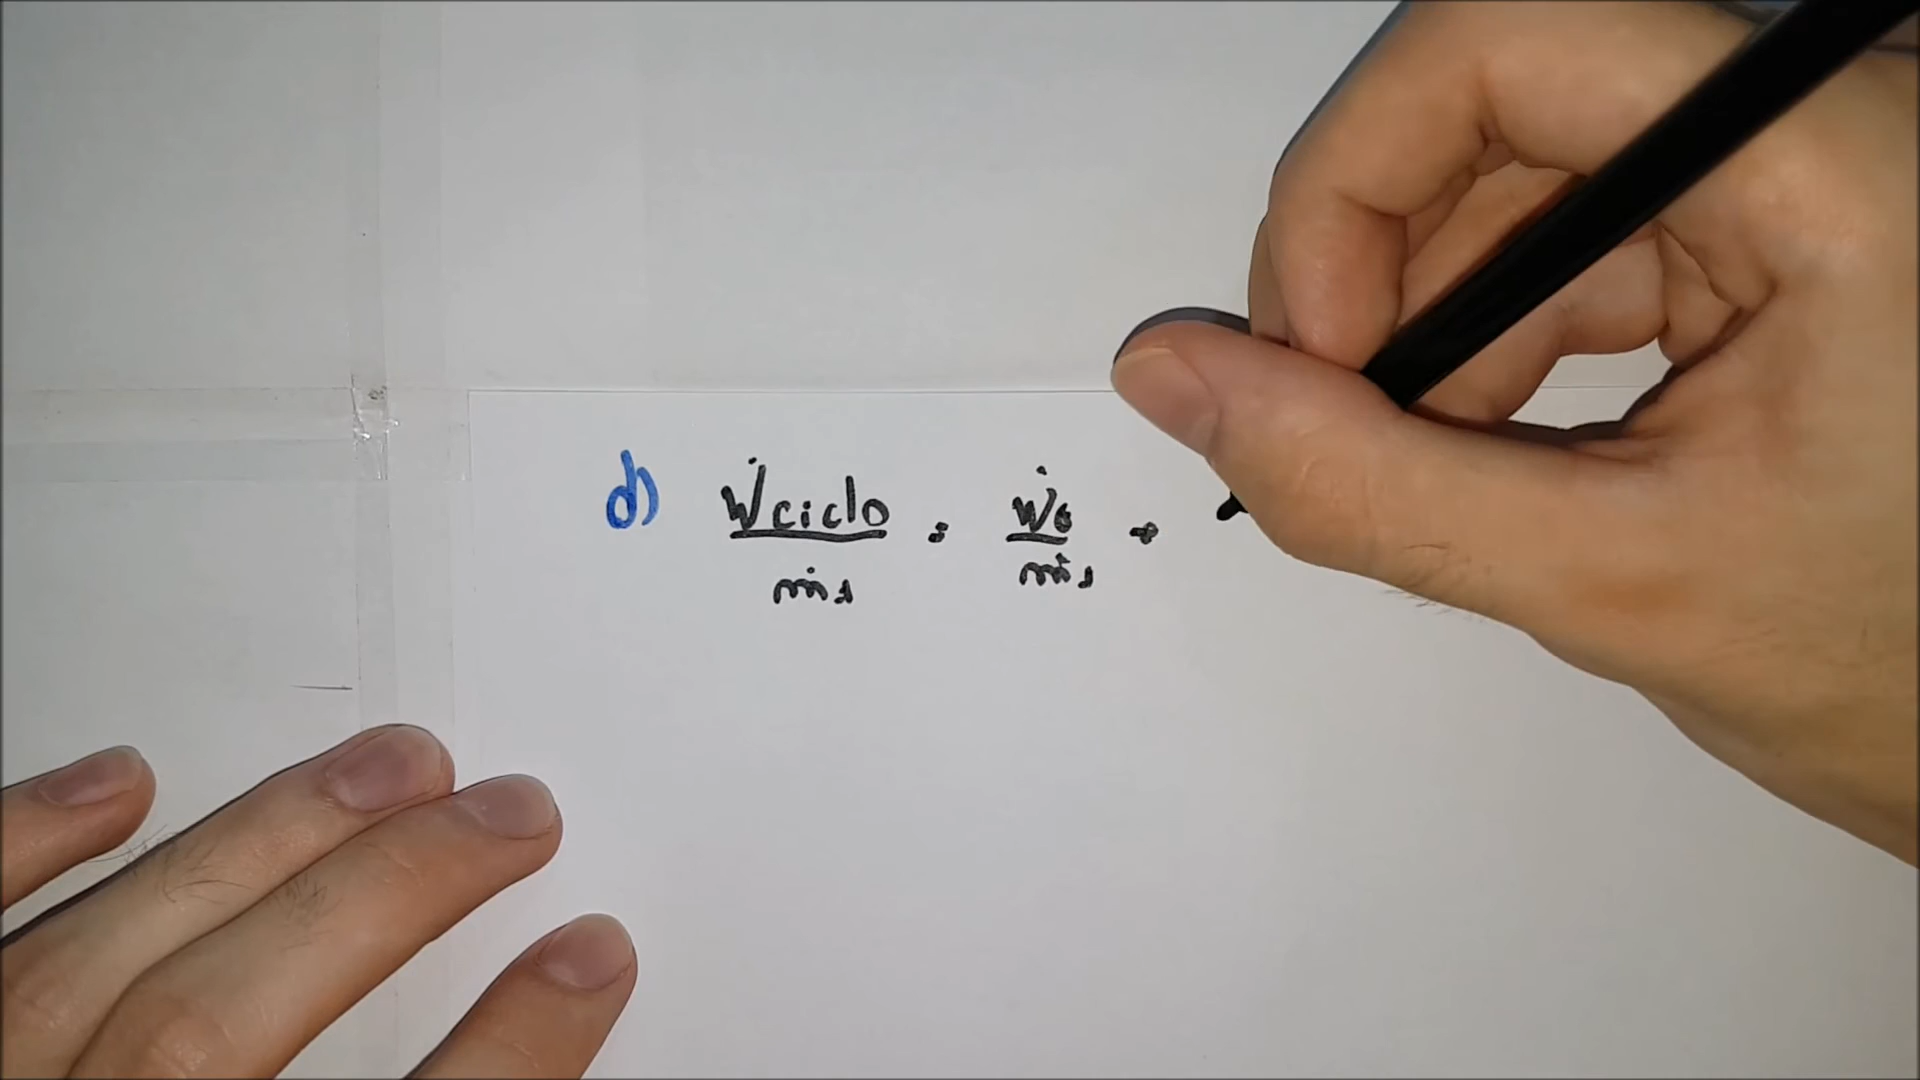 d) Ẇciclo/ṁ₁ = Ẇt/ṁ₁ +